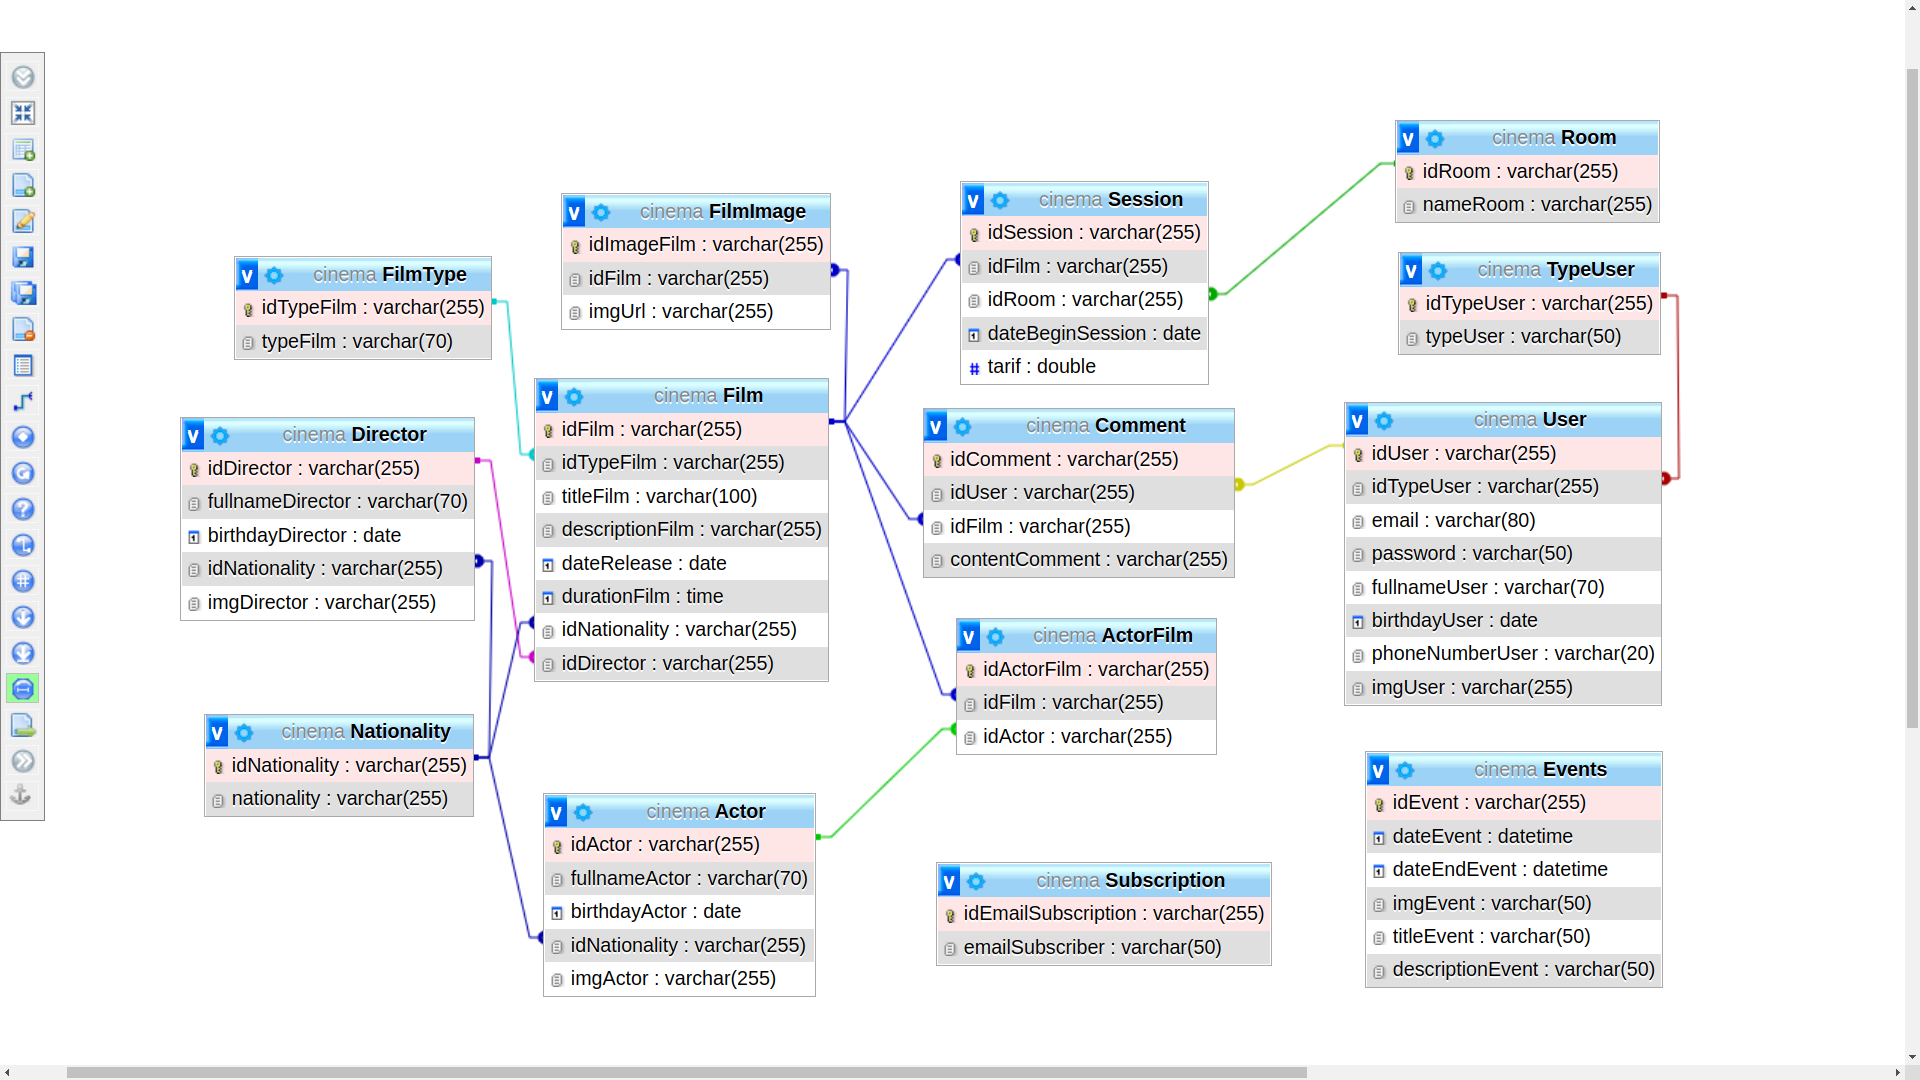 cinema FilmType
idTypeFilm : varchar(255)
typeFilm : varchar(70)
cinema Director
idDirector : varchar(255)
fullnameDirector : varchar(70)
birthdayDirector : date
idNationality : varchar(255)
imgDirector : varchar(255)
cinema Nationality
idNationality : varchar(255)
nationality : varchar(255)
cinema FilmImage
idImageFilm : varchar(255)
idFilm : varchar(255)
imgUrl : varchar(255)
cinema Film
idFilm : varchar(255)
idTypeFilm : varchar(255)
titleFilm : varchar(100)
descriptionFilm : varchar(255)
dateRelease : date
durationFilm : time
idNationality : varchar(255)
idDirector : varchar(255)
cinema Actor
idActor : varchar(255)
fullnameActor : varchar(70)
birthdayActor : date
idNationality : varchar(255)
imgActor : varchar(255)
cinema Session
idSession : varchar(255)
idFilm : varchar(255)
idRoom : varchar(255)
dateBeginSession : date
tarif : double
cinema Comment
idComment : varchar(255)
idUser : varchar(255)
idFilm : varchar(255)
contentComment : varchar(255)
cinema ActorFilm
idActorFilm : varchar(255)
idFilm : varchar(255)
idActor : varchar(255)
cinema Subscription
idEmailSubscription : varchar(255)
emailSubscriber : varchar(50)
cinema Room
idRoom : varchar(255)
nameRoom : varchar(255)
cinema TypeUser
idTypeUser : varchar(255)
typeUser : varchar(50)
cinema User
idUser : varchar(255)
idTypeUser : varchar(255)
email : varchar(80)
password : varchar(50)
fullnameUser : varchar(70)
birthdayUser : date
phoneNumberUser : varchar(20)
imgUser : varchar(255)
cinema Events
idEvent : varchar(255)
dateEvent : datetime
dateEndEvent : datetime
imgEvent : varchar(50)
titleEvent : varchar(50)
descriptionEvent : varchar(50)